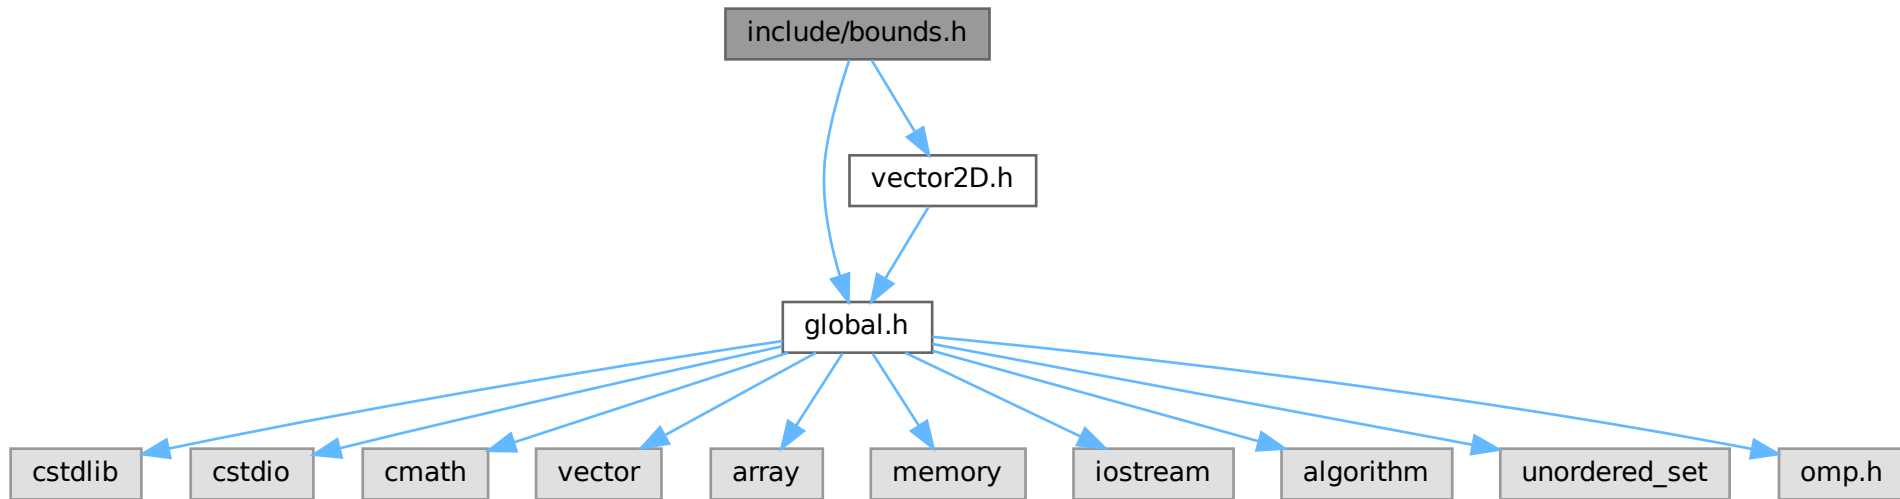 include/bounds.h
vector2D.h
global.h
cstdlib
cstdio
cmath
vector
array
memory
iostream
algorithm
unordered_set
omp.h